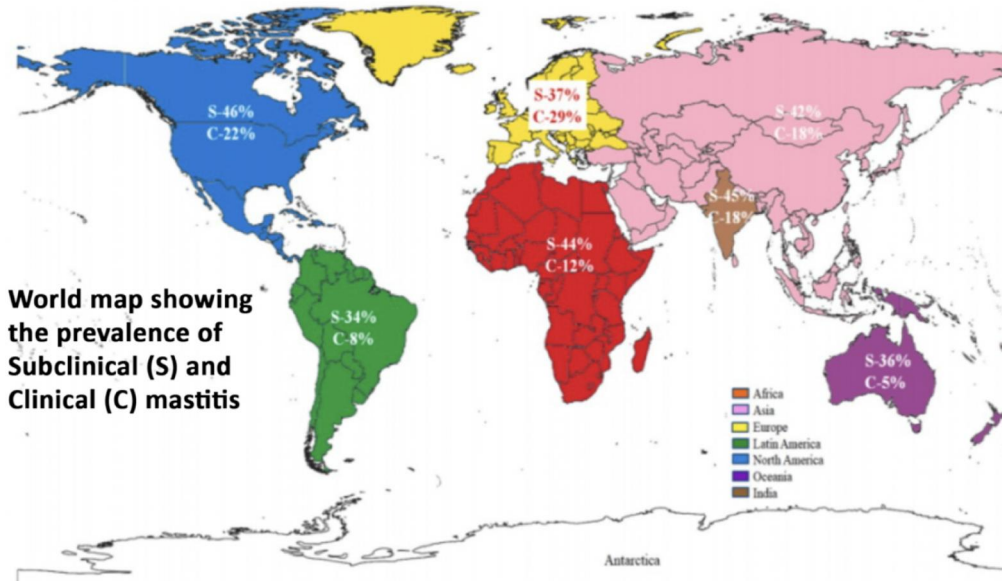 S-46%
C-22%
S-37%
C-29%
S-42%
C-18%
S-45%
C-18%
S-44%
C-12%
World map showing
the prevalence of
Subclinical (S) and
Clinical (C) mastitis
S-34%
C-8%
S-36%
C-5%
Africa
Asia
Europe
Latin America
North America
Oceania
India
Antarctica